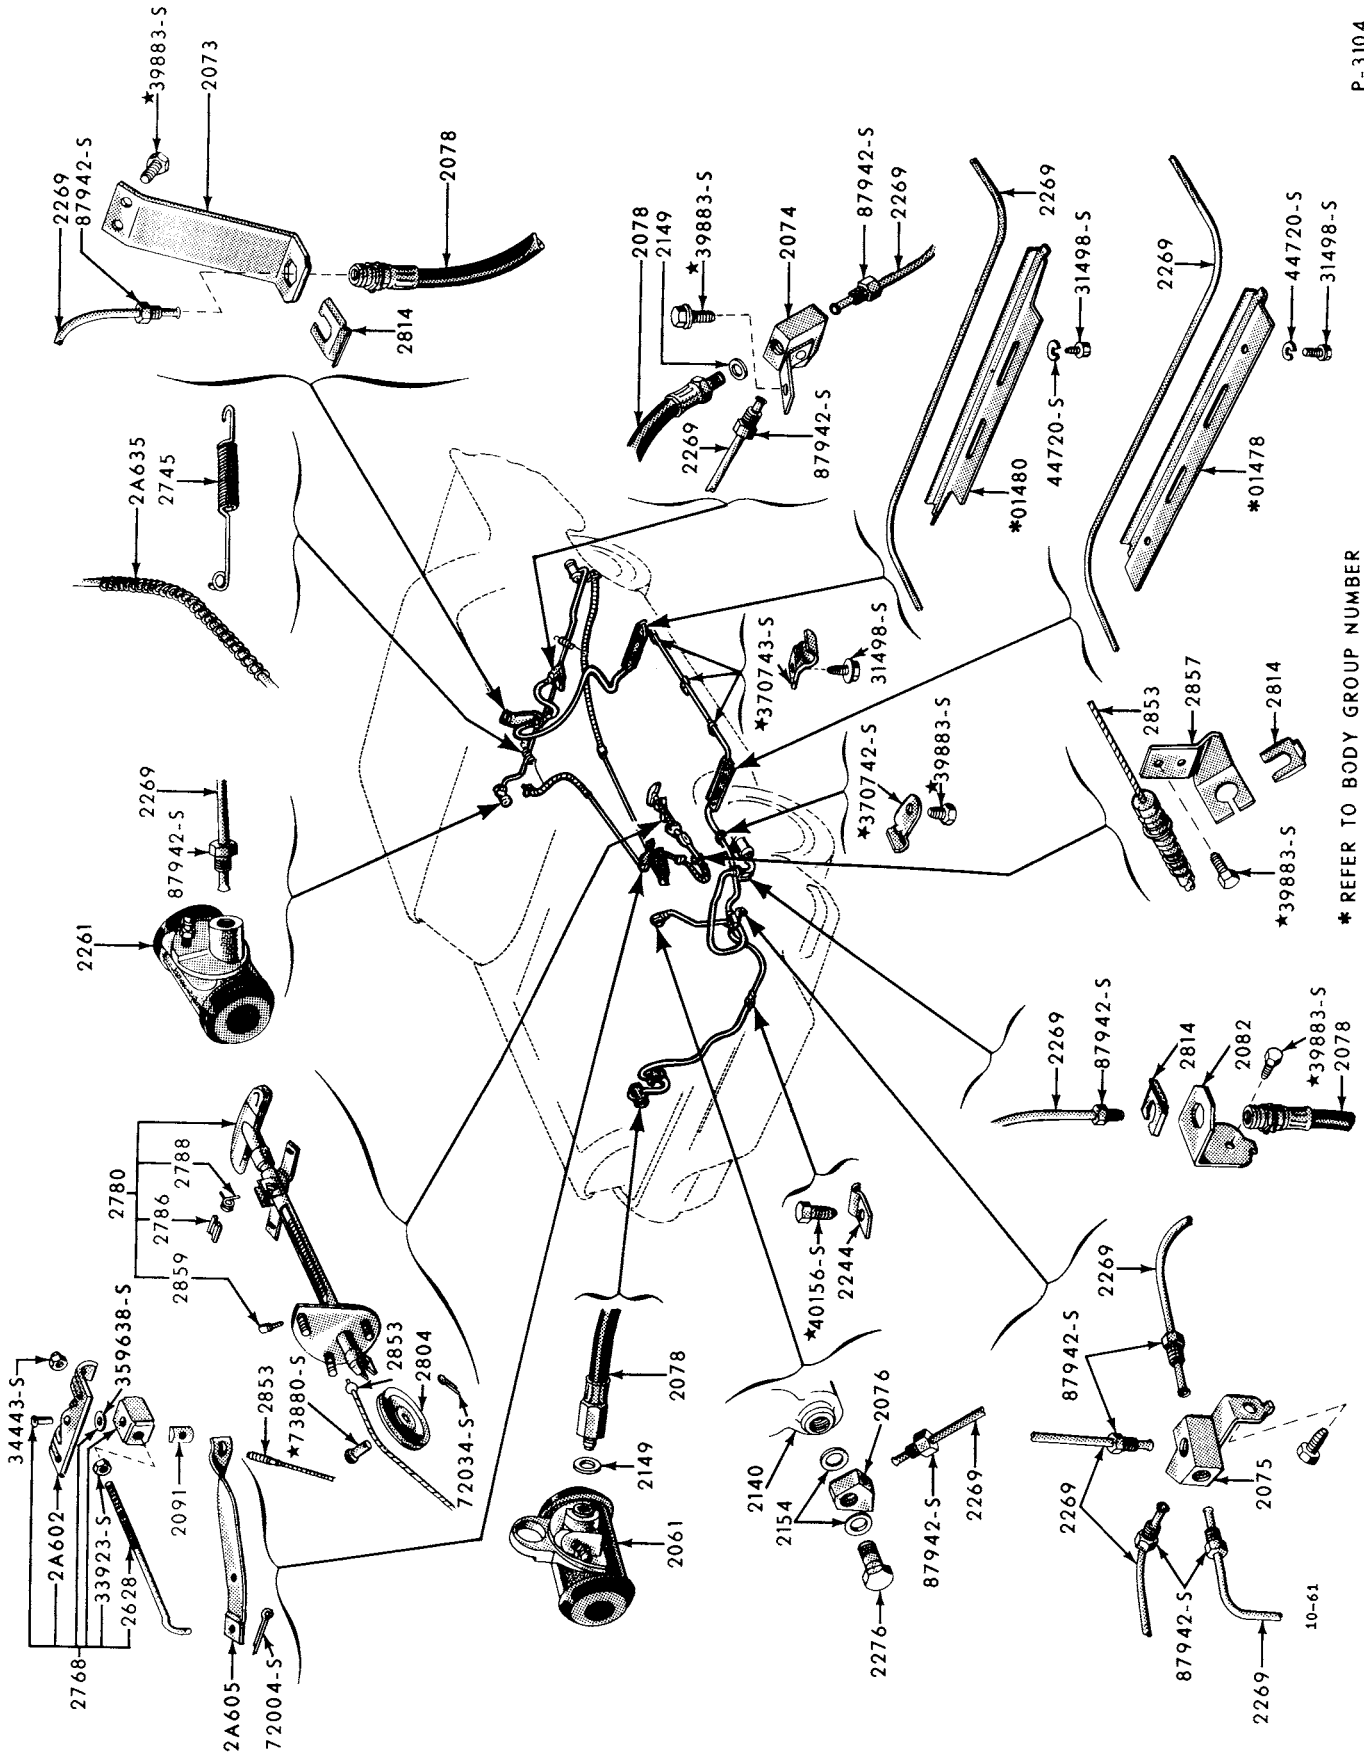 34443-S
2A602
33923-S
2628
2768
359638-S
2091
2A605
72004-S
2853
★73880-S
2853
2804
72034-S
2859
2786
2788
2780
2261
87942-S
2269
2A635
2745
2269
87942-S
★39883-S
2073
2078
2814
2078
2149
★39883-S
2074
87942-S
2269
2269
87942-S
2269
*01480
44720-S
31498-S
2269
*01478
44720-S
31498-S
*370743-S
31498-S
*370742-S
★39883-S
2853
2857
2814
★39883-S
2061
2149
2078
★40156-S
2244
2140
2154
2076
2276
87942-S
2269
2269
87942-S
2814
2082
★39883-S
2078
87942-S
2269
2269
2075
87942-S
2269
10-61
* REFER TO BODY GROUP NUMBER
P-3104